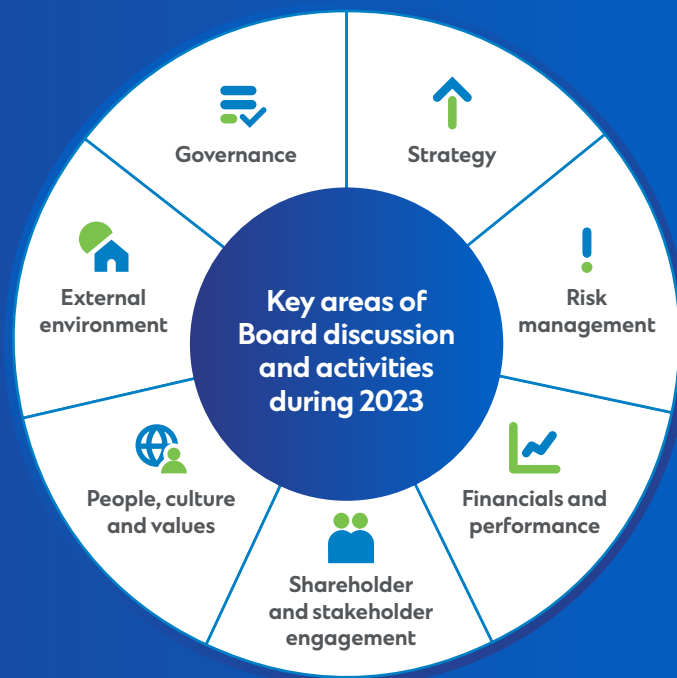 Governance
Strategy
External
environment
Key areas of
Board discussion
and activities
during 2023
Risk
management
People, culture
and values
Financials and
performance
Shareholder
and stakeholder
engagement